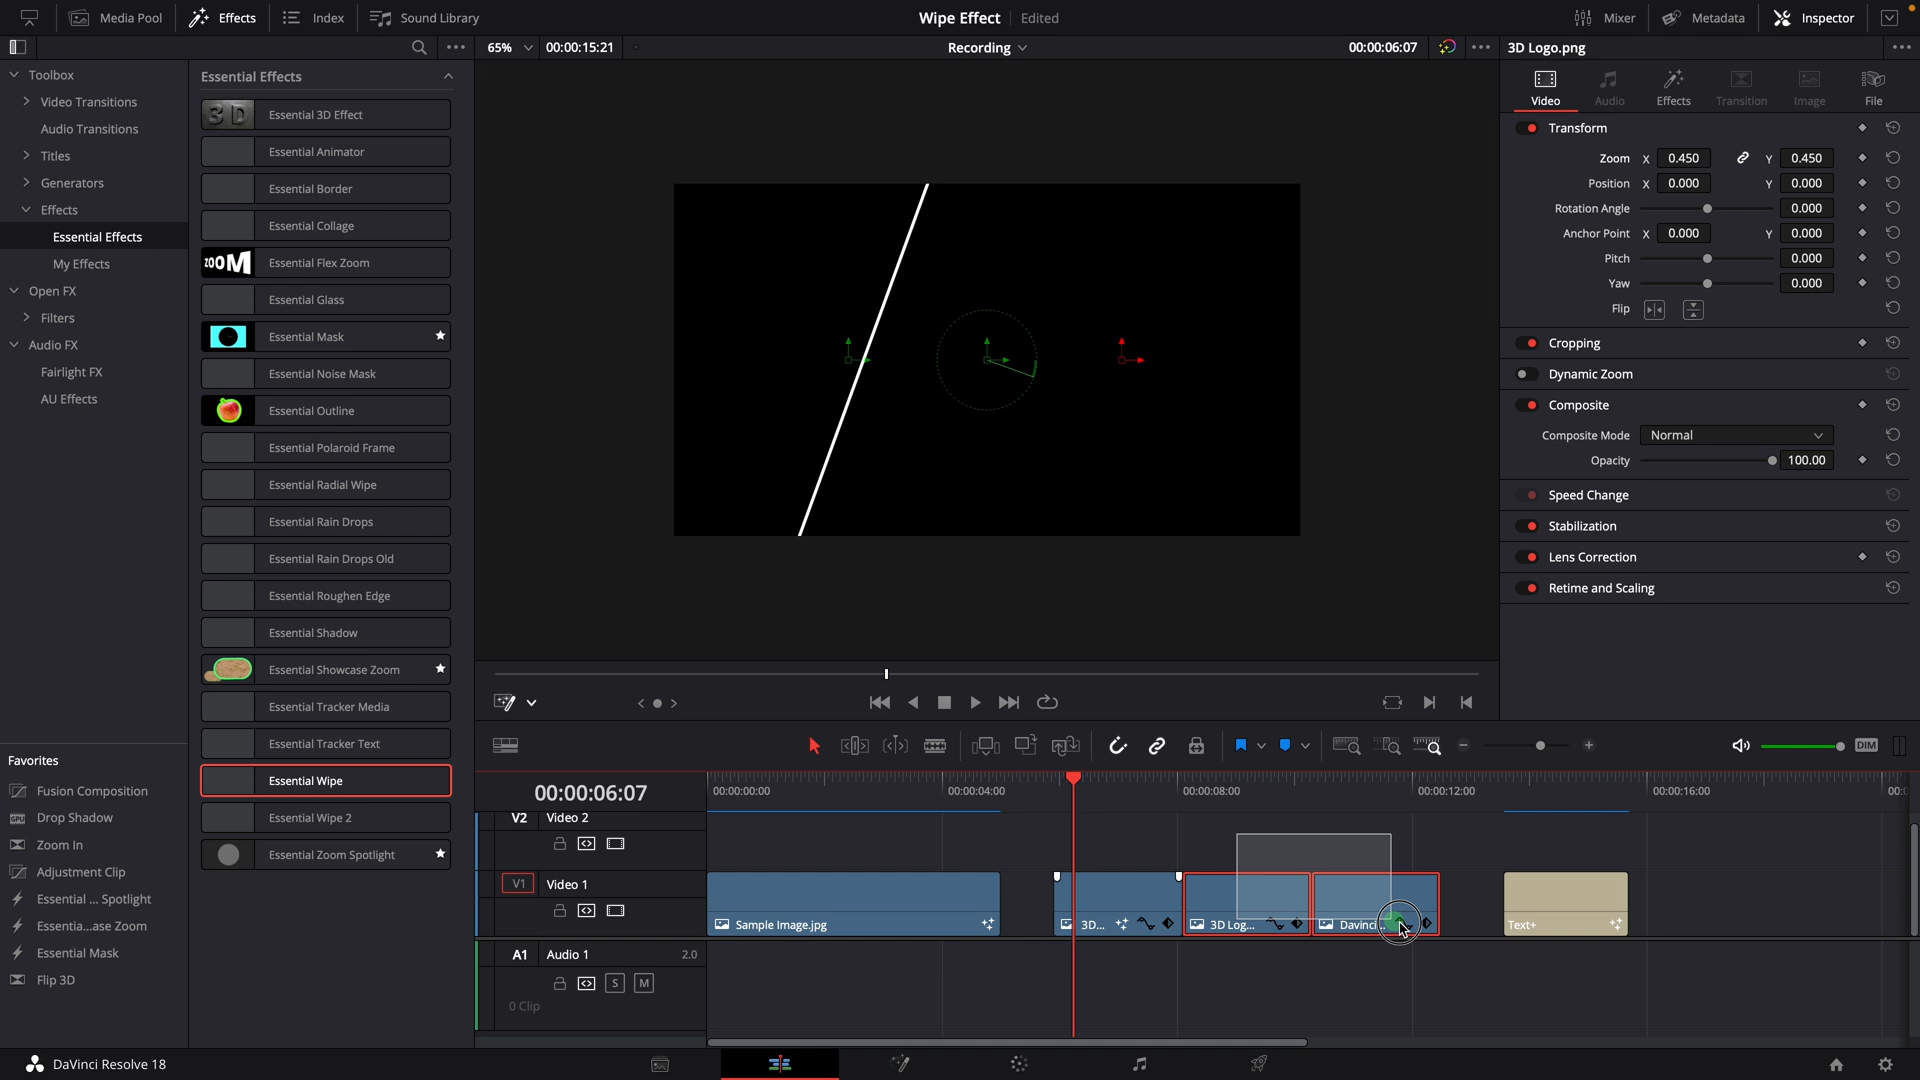 Media Pool
Effects
Index
Sound Library
Wipe Effect
Edited
Mixer
Metadata
Inspector
65%
00:00:15:21
Recording
00:00:06:07
3D Logo.png
Toolbox
Video Transitions
Audio Transitions
Titles
Generators
Effects
Essential Effects
My Effects
Open FX
Filters
Audio FX
Fairlight FX
AU Effects
Favorites
Fusion Composition
Drop Shadow
Zoom In
Adjustment Clip
Essential ... Spotlight
Essentia...ase Zoom
Essential Mask
Flip 3D
Essential Effects
3D Essential 3D Effect
Essential Animator
Essential Border
Essential Collage
ZOOM Essential Flex Zoom
Essential Glass
Essential Mask
Essential Noise Mask
Essential Outline
Essential Polaroid Frame
Essential Radial Wipe
Essential Rain Drops
Essential Rain Drops Old
Essential Roughen Edge
Essential Shadow
Essential Showcase Zoom
Essential Tracker Media
Essential Tracker Text
Essential Wipe
Essential Wipe 2
Essential Zoom Spotlight
Video
Audio
Effects
Transition
Image
File
Transform
Zoom X 0.450 Y 0.450
Position X 0.000 Y 0.000
Rotation Angle 0.000
Anchor Point X 0.000 Y 0.000
Pitch 0.000
Yaw 0.000
Flip
Cropping
Dynamic Zoom
Composite
Composite Mode Normal
Opacity 100.00
Speed Change
Stabilization
Lens Correction
Retime and Scaling
DIM
00:00:06:07
00:00:00:00
00:00:04:00
00:00:08:00
00:00:12:00
00:00:16:00
00:
V2 Video 2
V1 Video 1
Sample Image.jpg
3D...
3D Log...
Davinci...
Text+
A1 Audio 1 2.0
S M
0 Clip
DaVinci Resolve 18